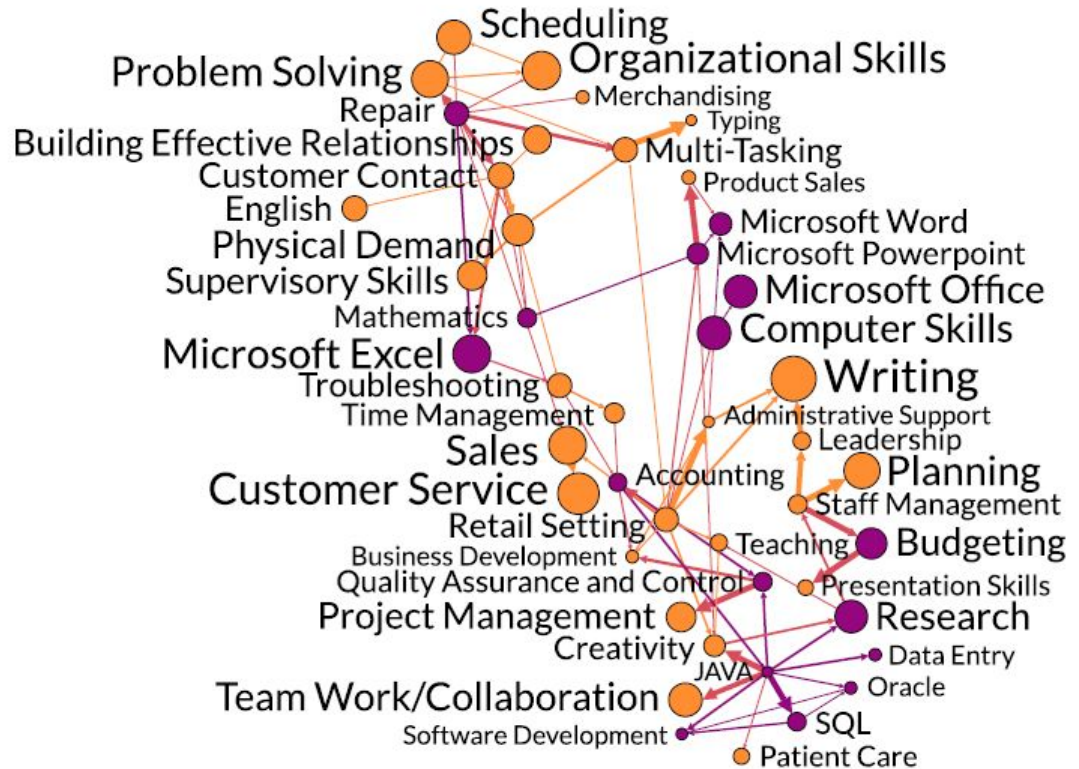 Scheduling
Organizational Skills
Problem Solving
Merchandising
Repair
Typing
Building Effective Relationships
Multi-Tasking
Customer Contact
Product Sales
English
Microsoft Word
Physical Demand
Microsoft Powerpoint
Supervisory Skills
Microsoft Office
Mathematics
Computer Skills
Microsoft Excel
Writing
Troubleshooting
Time Management
Administrative Support
Leadership
Sales
Accounting
Planning
Customer Service
Staff Management
Retail Setting
Teaching
Budgeting
Business Development
Quality Assurance and Control
Presentation Skills
Project Management
Research
Creativity
Data Entry
JAVA
Oracle
Team Work/Collaboration
SQL
Software Development
Patient Care